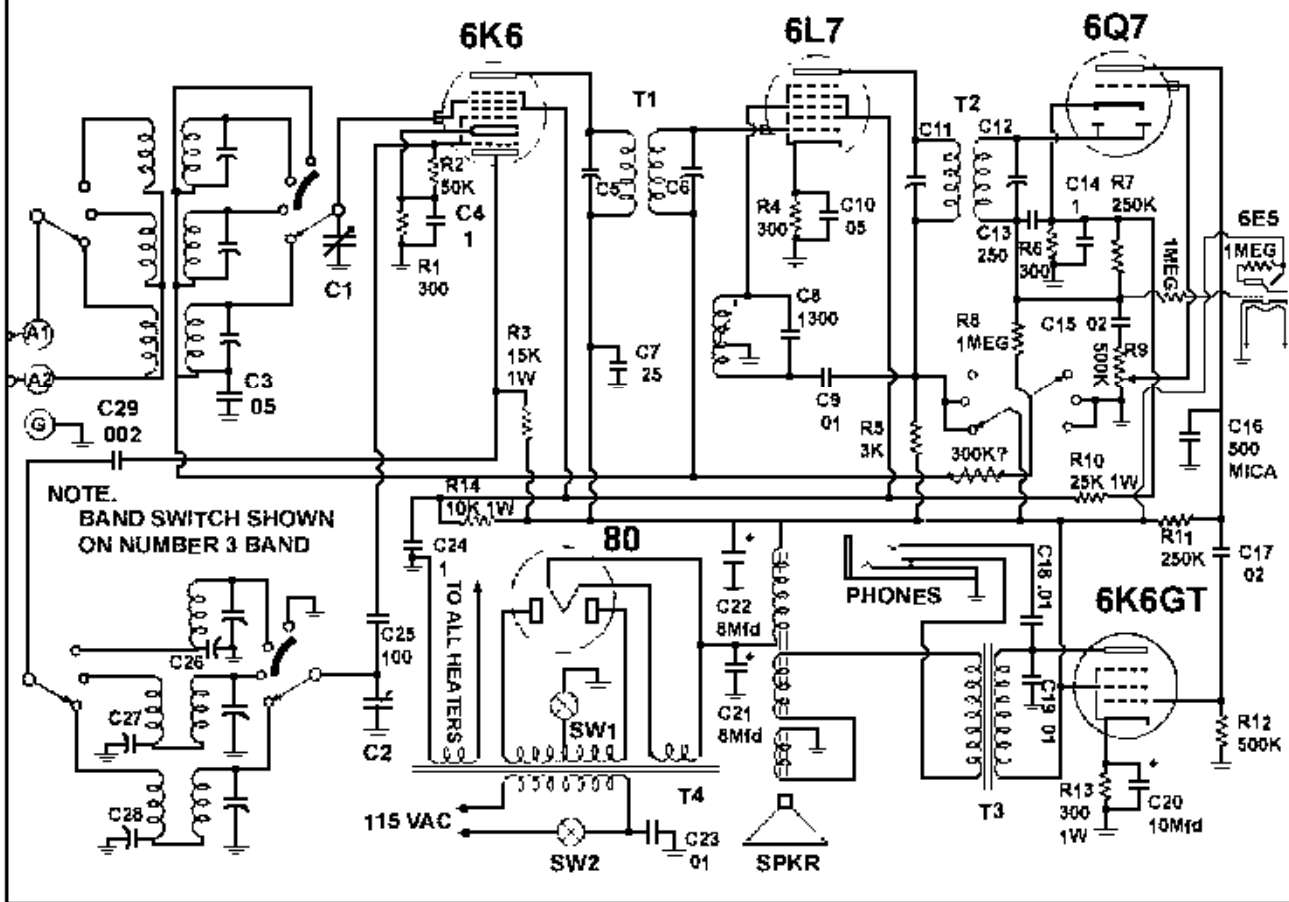 6K6
6L7
6Q7
T1
T2
C11
C12
R2
50K
C5
C6
C4
1
R1
300
C1
R4
300
C10
05
C14
1
R7
250K
C13
250
R6
300
6E5
1MEG
1MEG
A1
A2
G
C3
05
C29
002
R3
15K
1W
C7
25
C8
1300
R8
1MEG
C15
02
R9
500K
C9
01
R5
3K
300K?
C16
500
MICA
R10
25K 1W
NOTE.
BAND SWITCH SHOWN
ON NUMBER 3 BAND
R14
10K 1W
80
C24
1
TO ALL HEATERS
C22
8Mfd
PHONES
C18 .01
R11
250K
C17
02
6K6GT
C26
C25
100
C27
C2
SW1
C21
8Mfd
C19 01
R12
500K
C28
T4
115 VAC
SW2
C23
01
SPKR
T3
R13
300
1W
C20
10Mfd